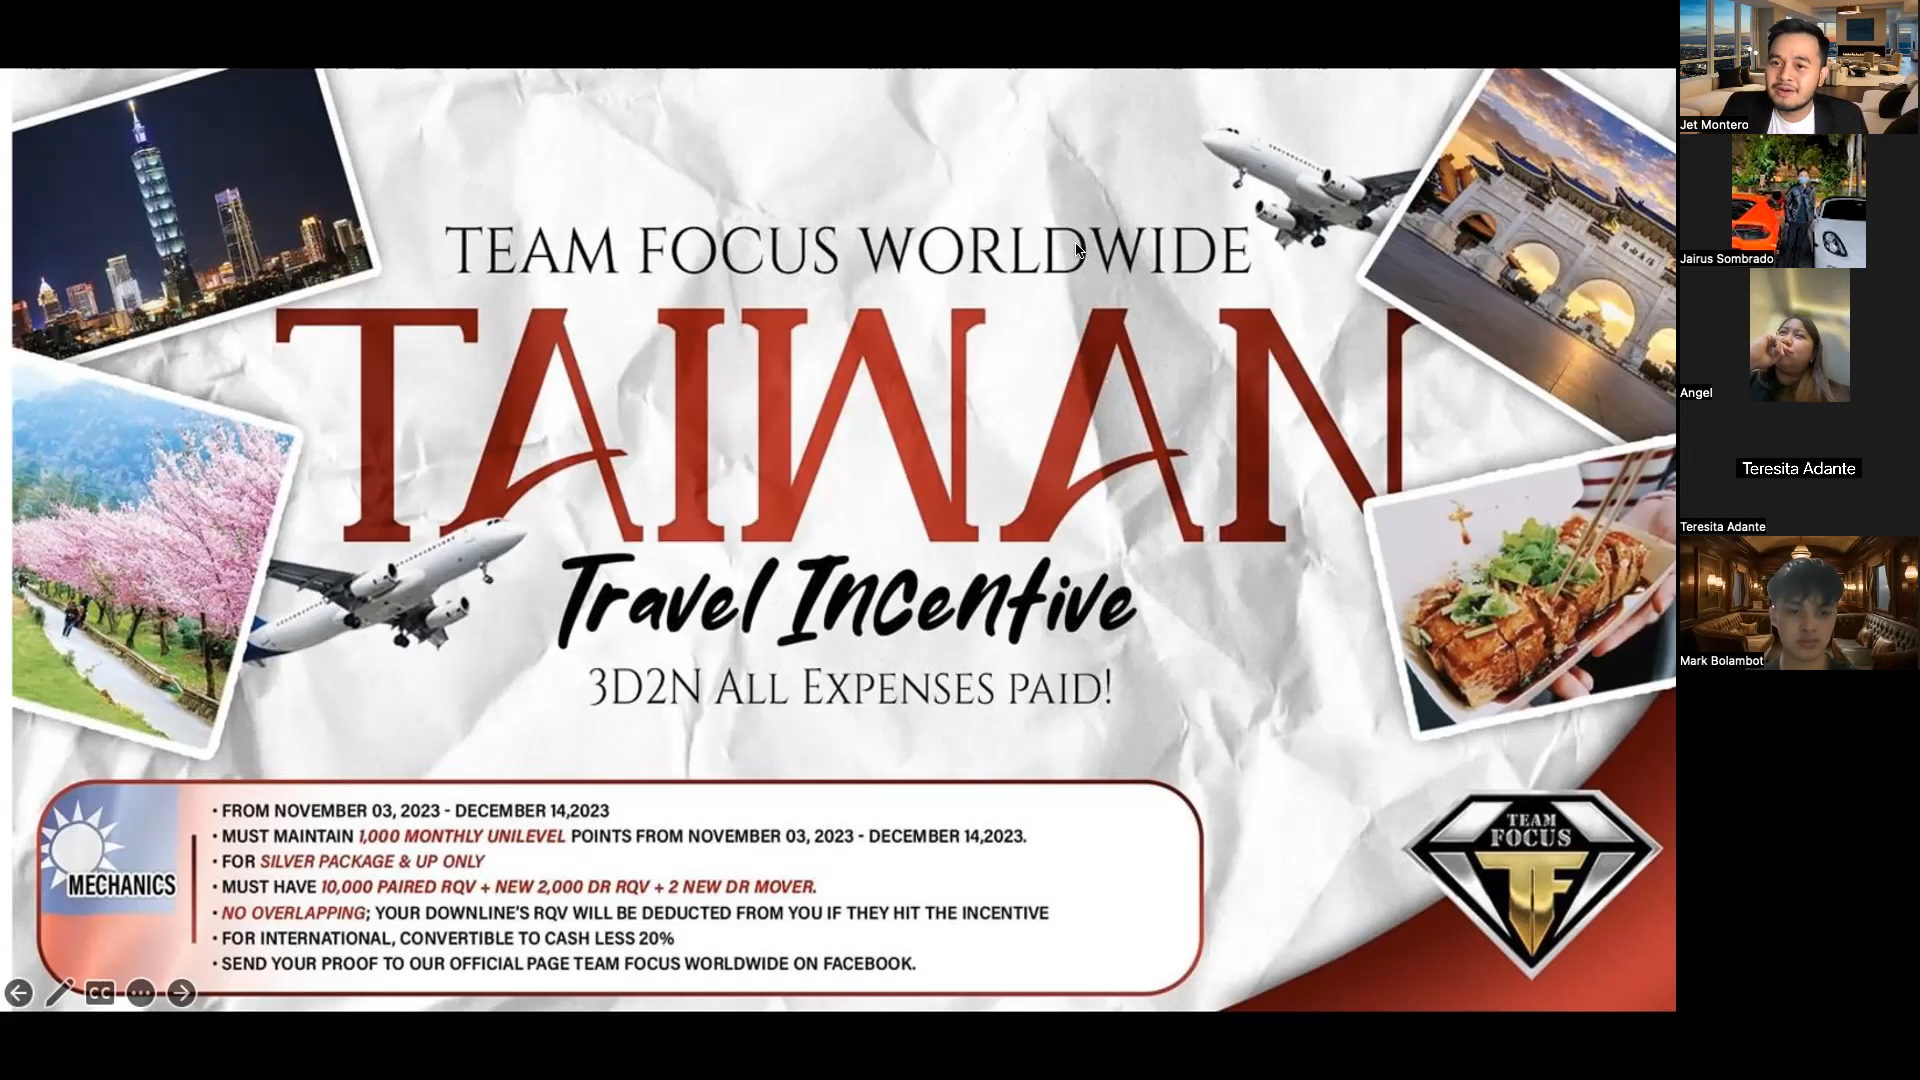 TEAM FOCUS WORLDWIDE
TAIWAN
Travel Incentive
3D2N ALL EXPENSES PAID!
MECHANICS
• FROM NOVEMBER 03, 2023 - DECEMBER 14,2023
• MUST MAINTAIN 1,000 MONTHLY UNILEVEL POINTS FROM NOVEMBER 03, 2023 - DECEMBER 14,2023.
• FOR SILVER PACKAGE & UP ONLY
• MUST HAVE 10,000 PAIRED RQV + NEW 2,000 DR RQV + 2 NEW DR MOVER.
• NO OVERLAPPING; YOUR DOWNLINE'S RQV WILL BE DEDUCTED FROM YOU IF THEY HIT THE INCENTIVE
• FOR INTERNATIONAL, CONVERTIBLE TO CASH LESS 20%
• SEND YOUR PROOF TO OUR OFFICIAL PAGE TEAM FOCUS WORLDWIDE ON FACEBOOK.
TEAM
FOCUS
TF
CC
Jet Montero
Jairus Sombrado
Angel
Teresita Adante
Teresita Adante
Mark Bolambot